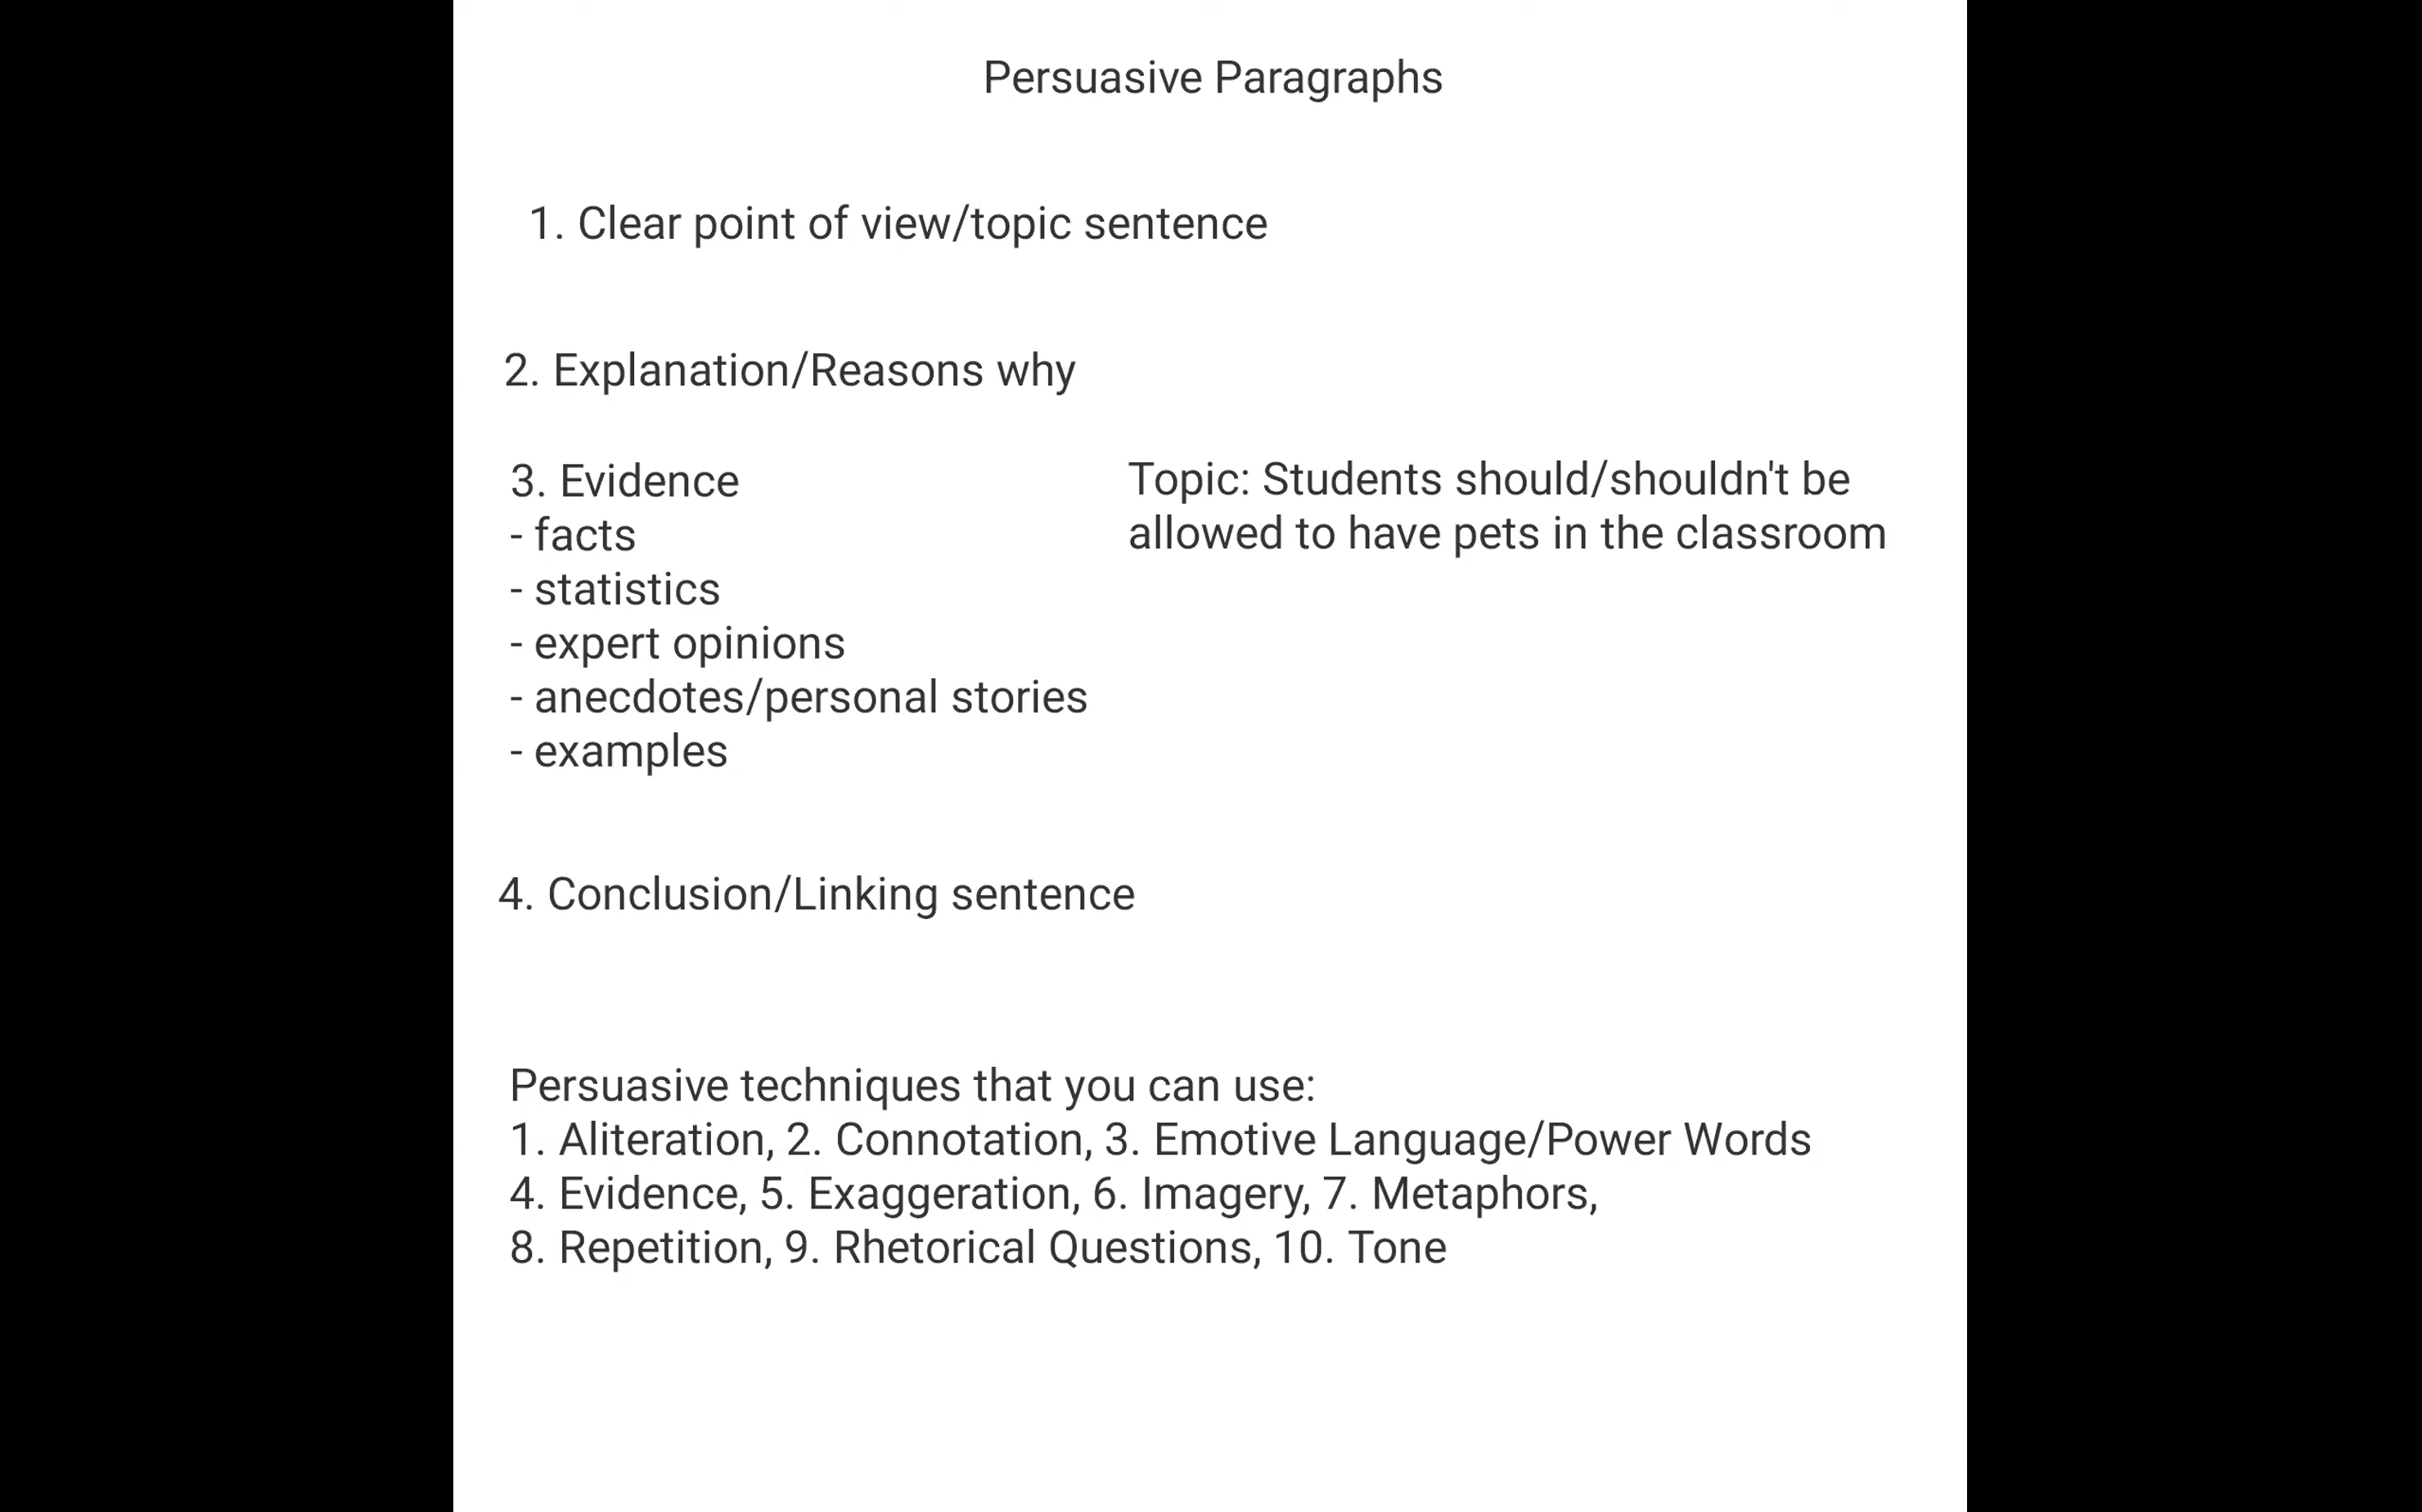 Persuasive Paragraphs
1. Clear point of view/topic sentence
2. Explanation/Reasons why
3. Evidence
- facts
- statistics
- expert opinions
- anecdotes/personal stories
- examples
Topic: Students should/shouldn't be
allowed to have pets in the classroom
4. Conclusion/Linking sentence
Persuasive techniques that you can use:
1. Aliteration, 2. Connotation, 3. Emotive Language/Power Words
4. Evidence, 5. Exaggeration, 6. Imagery, 7. Metaphors,
8. Repetition, 9. Rhetorical Questions, 10. Tone